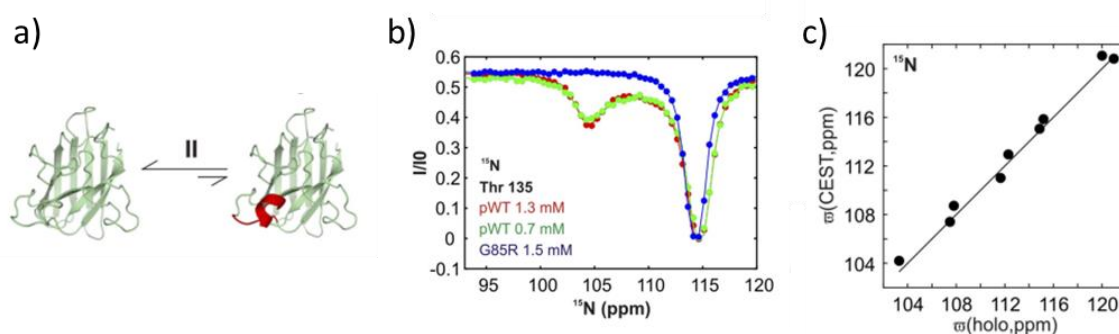 a)
II
b)
I/I0
0.6
0.5
0.4
0.3
0.2
0.1
0
-0.1
15N
Thr 135
pWT 1.3 mM
pWT 0.7 mM
G85R 1.5 mM
95 100 105 110 115 120
15N (ppm)
c)
15N
ϖ(CEST,ppm)
120
116
112
108
104
104 108 112 116 120
ϖ(holo,ppm)